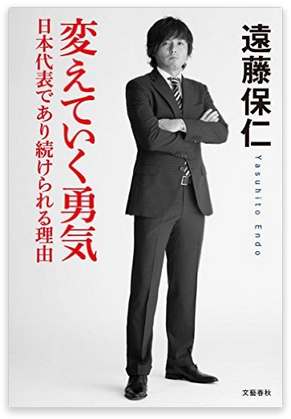 遠藤保仁
Yasuhito Endo
変えていく勇気
日本代表であり続けられる理由
文藝春秋